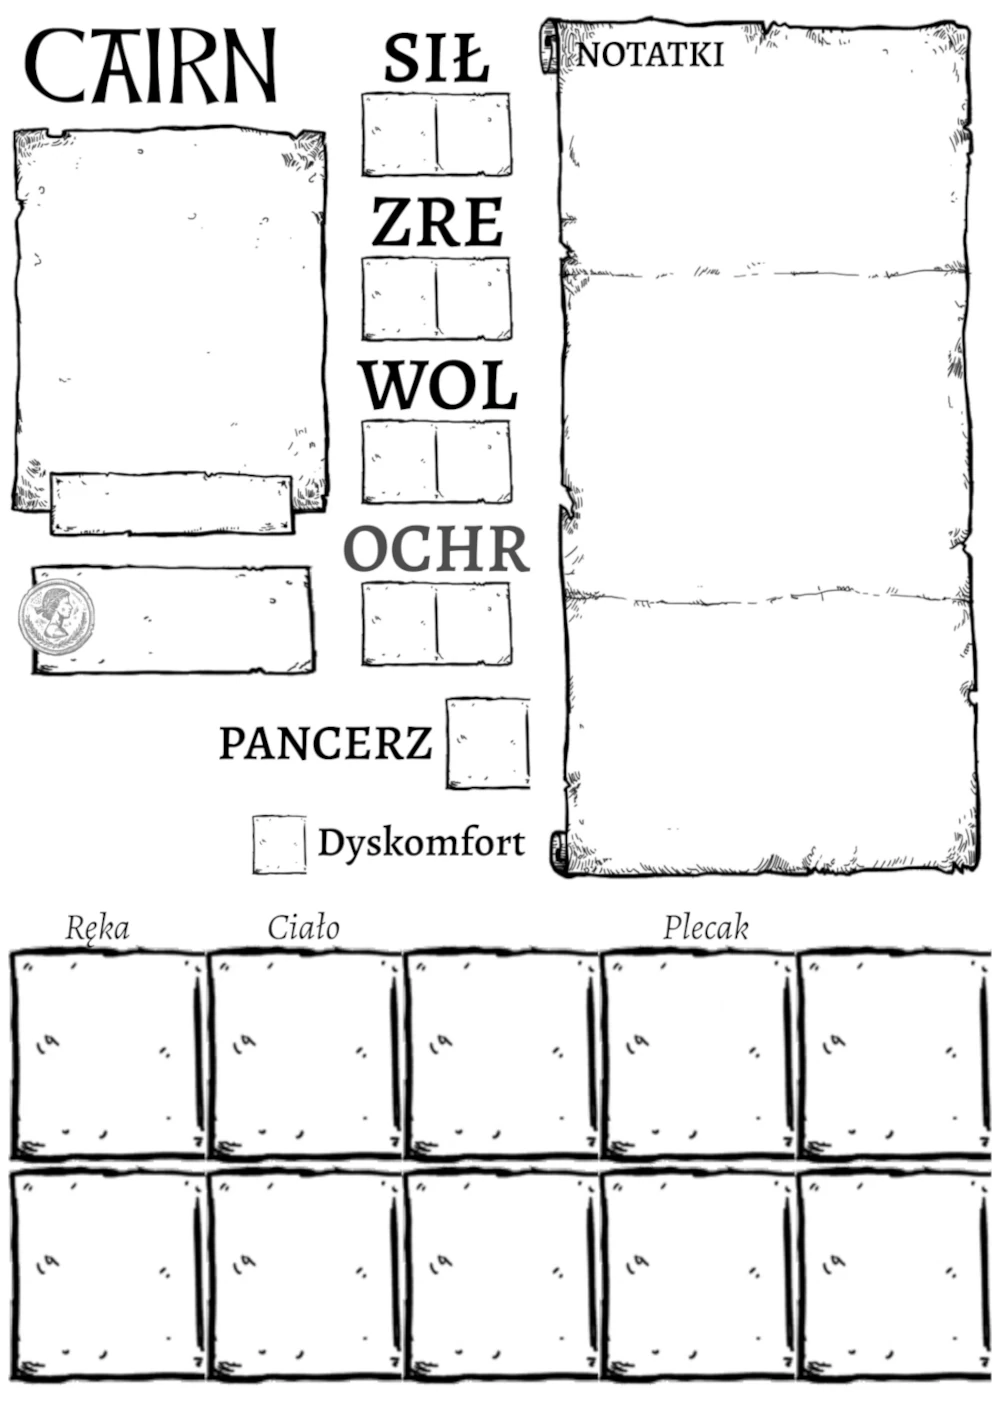 CAIRN
SIŁ
ZRE
WOL
OCHR
PANCERZ
Dyskomfort
NOTATKI
Ręka
Ciało
Plecak